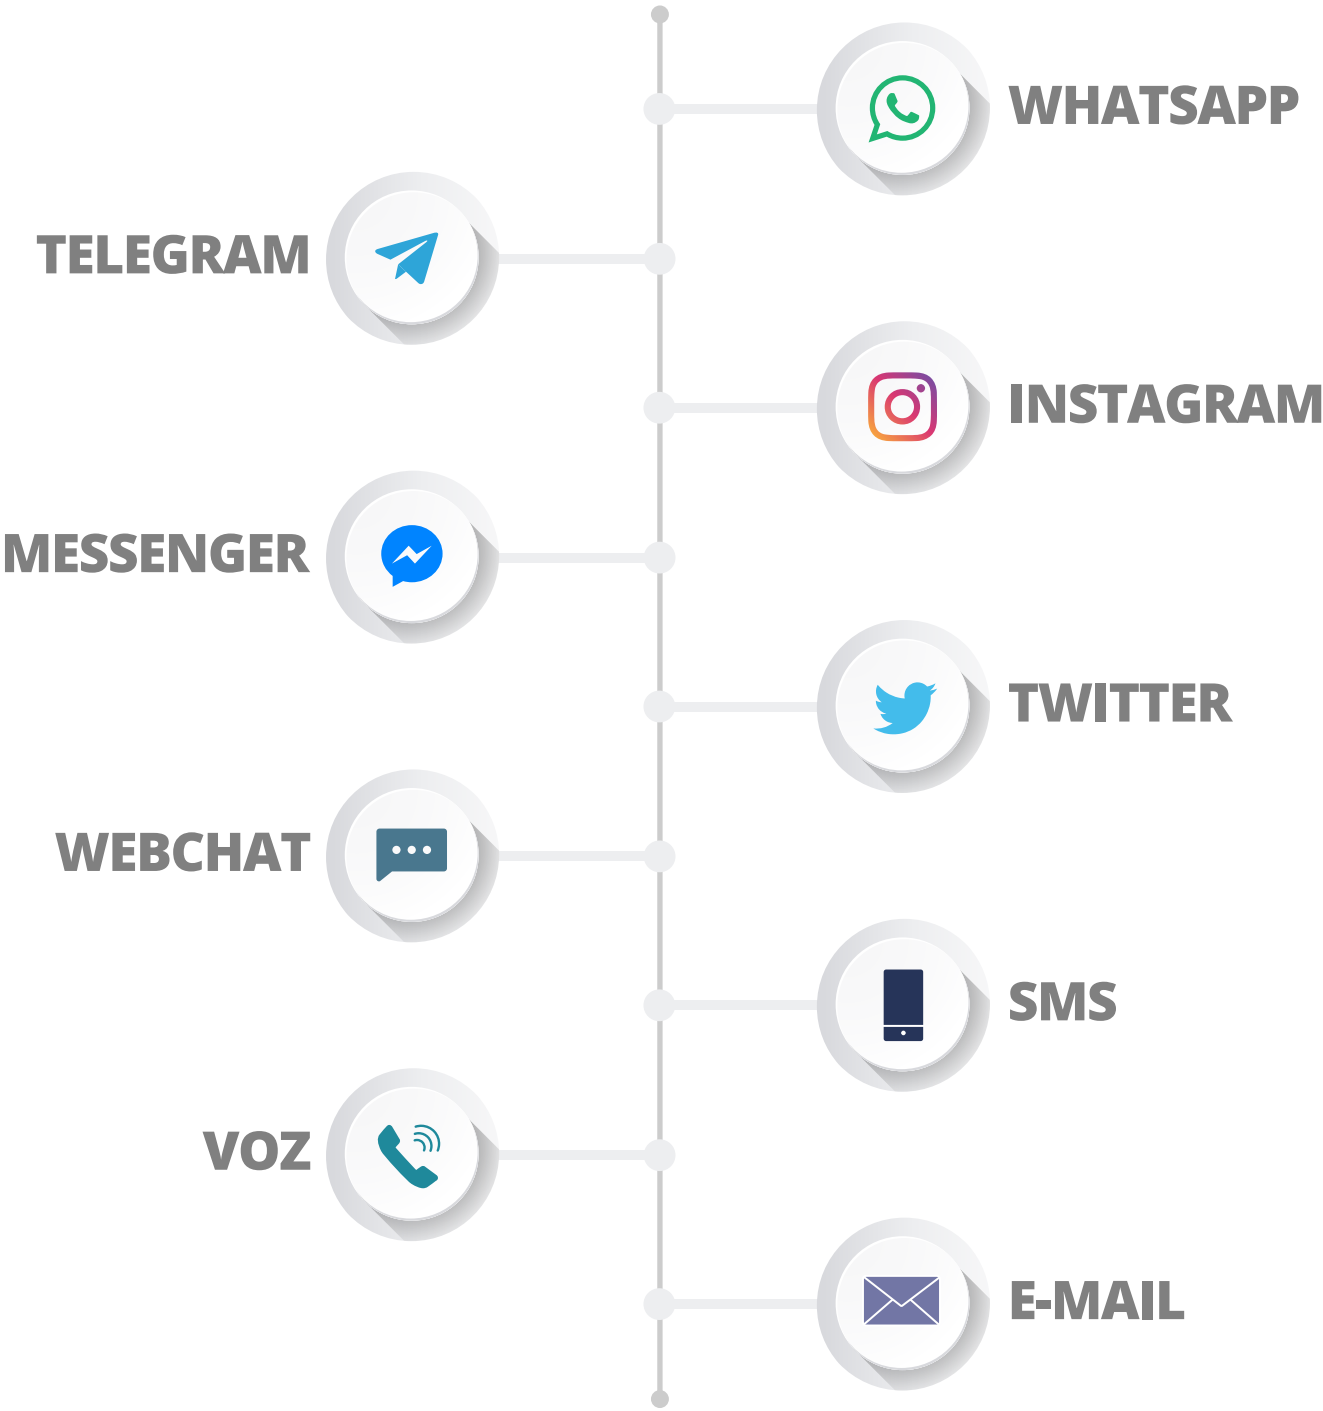 WHATSAPP
TELEGRAM
INSTAGRAM
MESSENGER
TWITTER
WEBCHAT
SMS
VOZ
E-MAIL